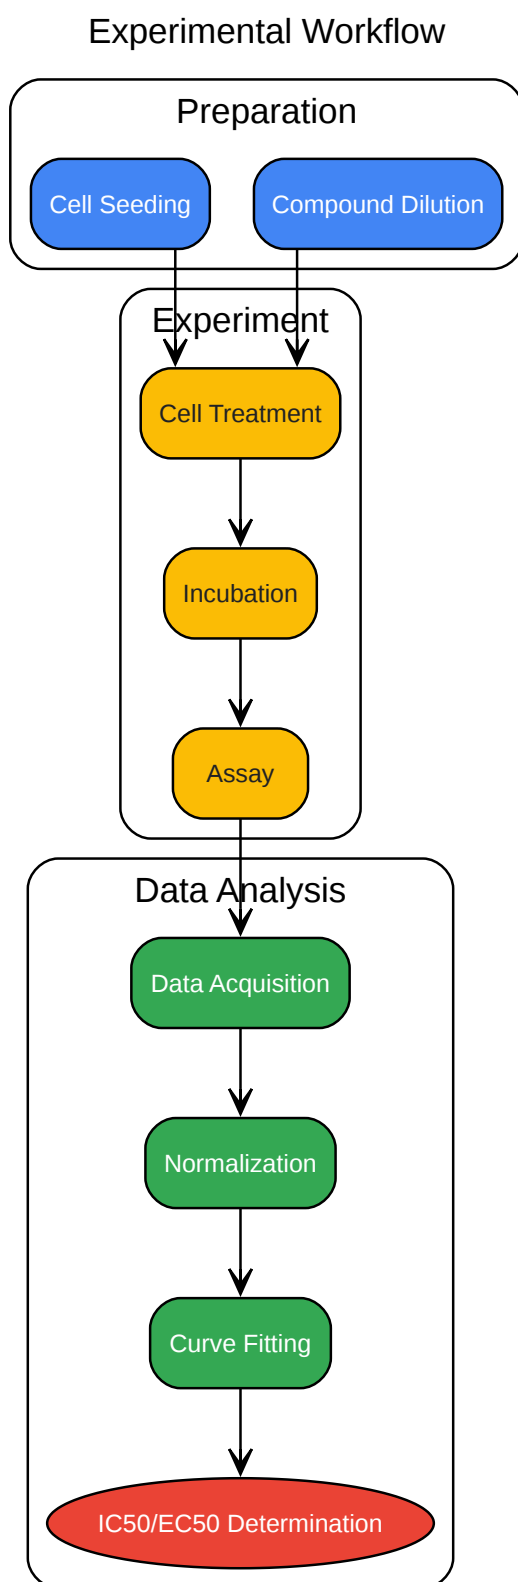 Experimental Workflow
Preparation
Cell Seeding
Compound Dilution
Experiment
Cell Treatment
Incubation
Assay
Data Analysis
Data Acquisition
Normalization
Curve Fitting
IC50/EC50 Determination